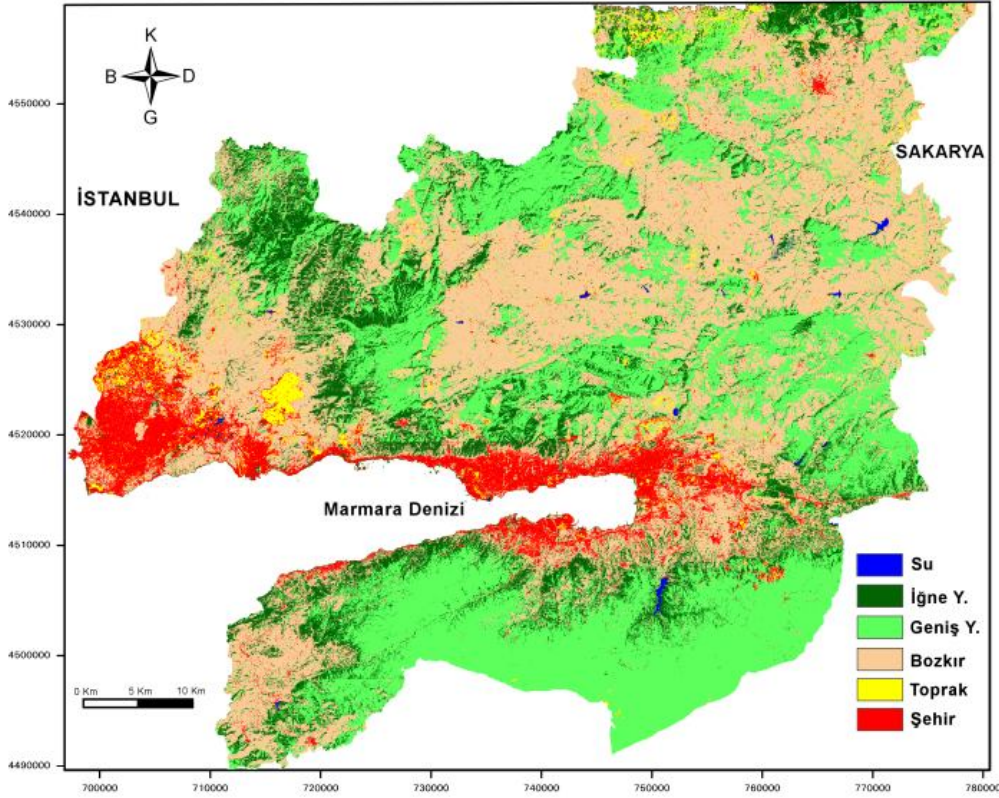 K
B D
G
4550000
4540000
4530000
4520000
4510000
4500000
4490000
İSTANBUL
SAKARYA
Marmara Denizi
Su
İğne Y.
Geniş Y.
Bozkır
Toprak
Şehir
0 Km 5 Km 10 Km
700000 710000 720000 730000 740000 750000 760000 770000 780000